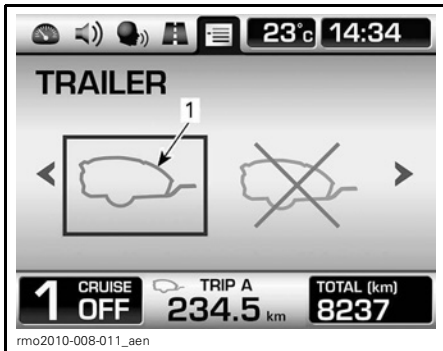 23°c 14:34
TRAILER
1
1 CRUISE OFF TRIP A 234.5 km TOTAL (km) 8237
rmo2010-008-011_aen